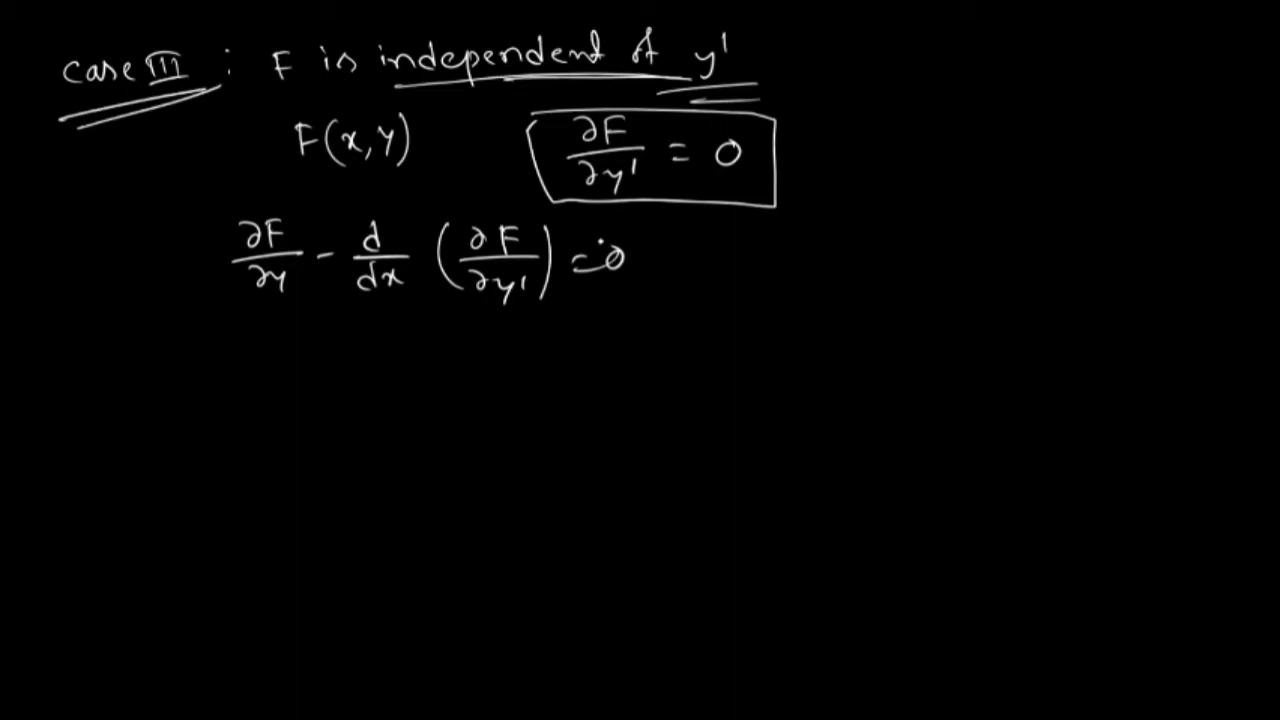 case III : F is independent of y'
F(x, y) ∂F/∂y' = 0
∂F/∂y - d/dx (∂F/∂y') = 0